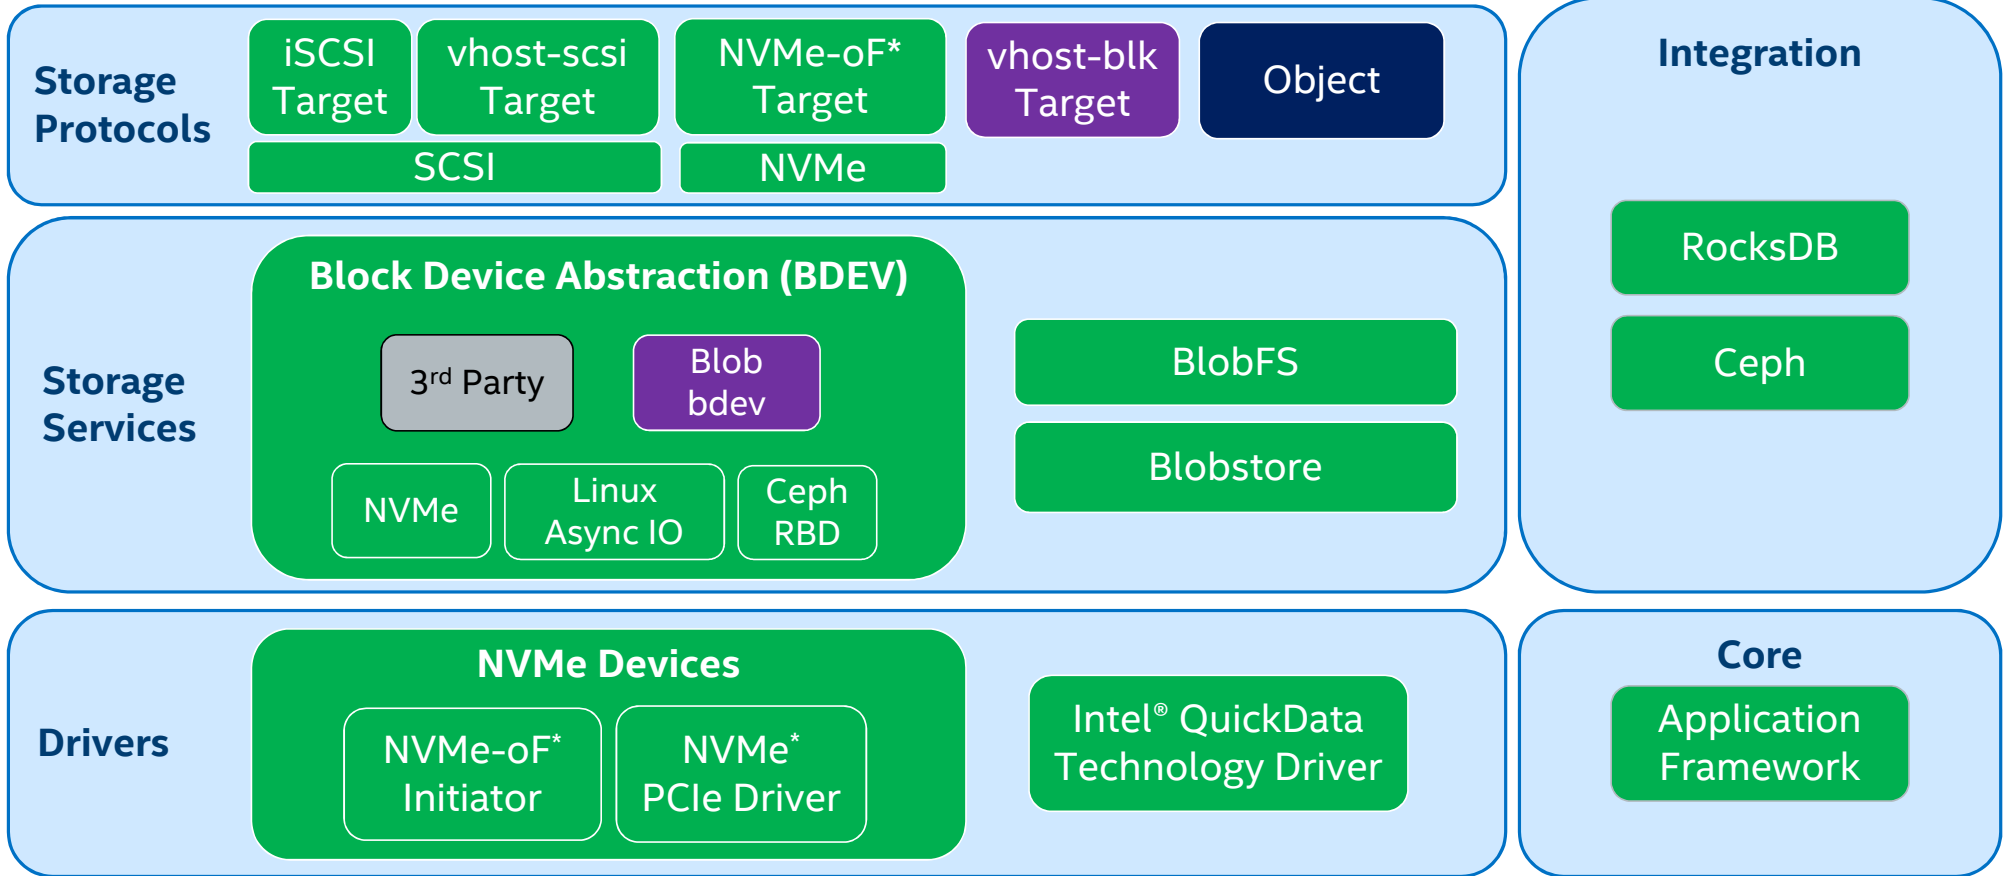 Storage
Protocols
iSCSI
Target
vhost-scsi
Target
NVMe-oF*
Target
vhost-blk
Target
Object
SCSI
NVMe
Storage
Services
Block Device Abstraction (BDEV)
3rd Party
Blob
bdev
NVMe
Linux
Async IO
Ceph
RBD
BlobFS
Blobstore
Drivers
NVMe Devices
NVMe-oF*
Initiator
NVMe*
PCIe Driver
Intel® QuickData
Technology Driver
Integration
RocksDB
Ceph
Core
Application
Framework